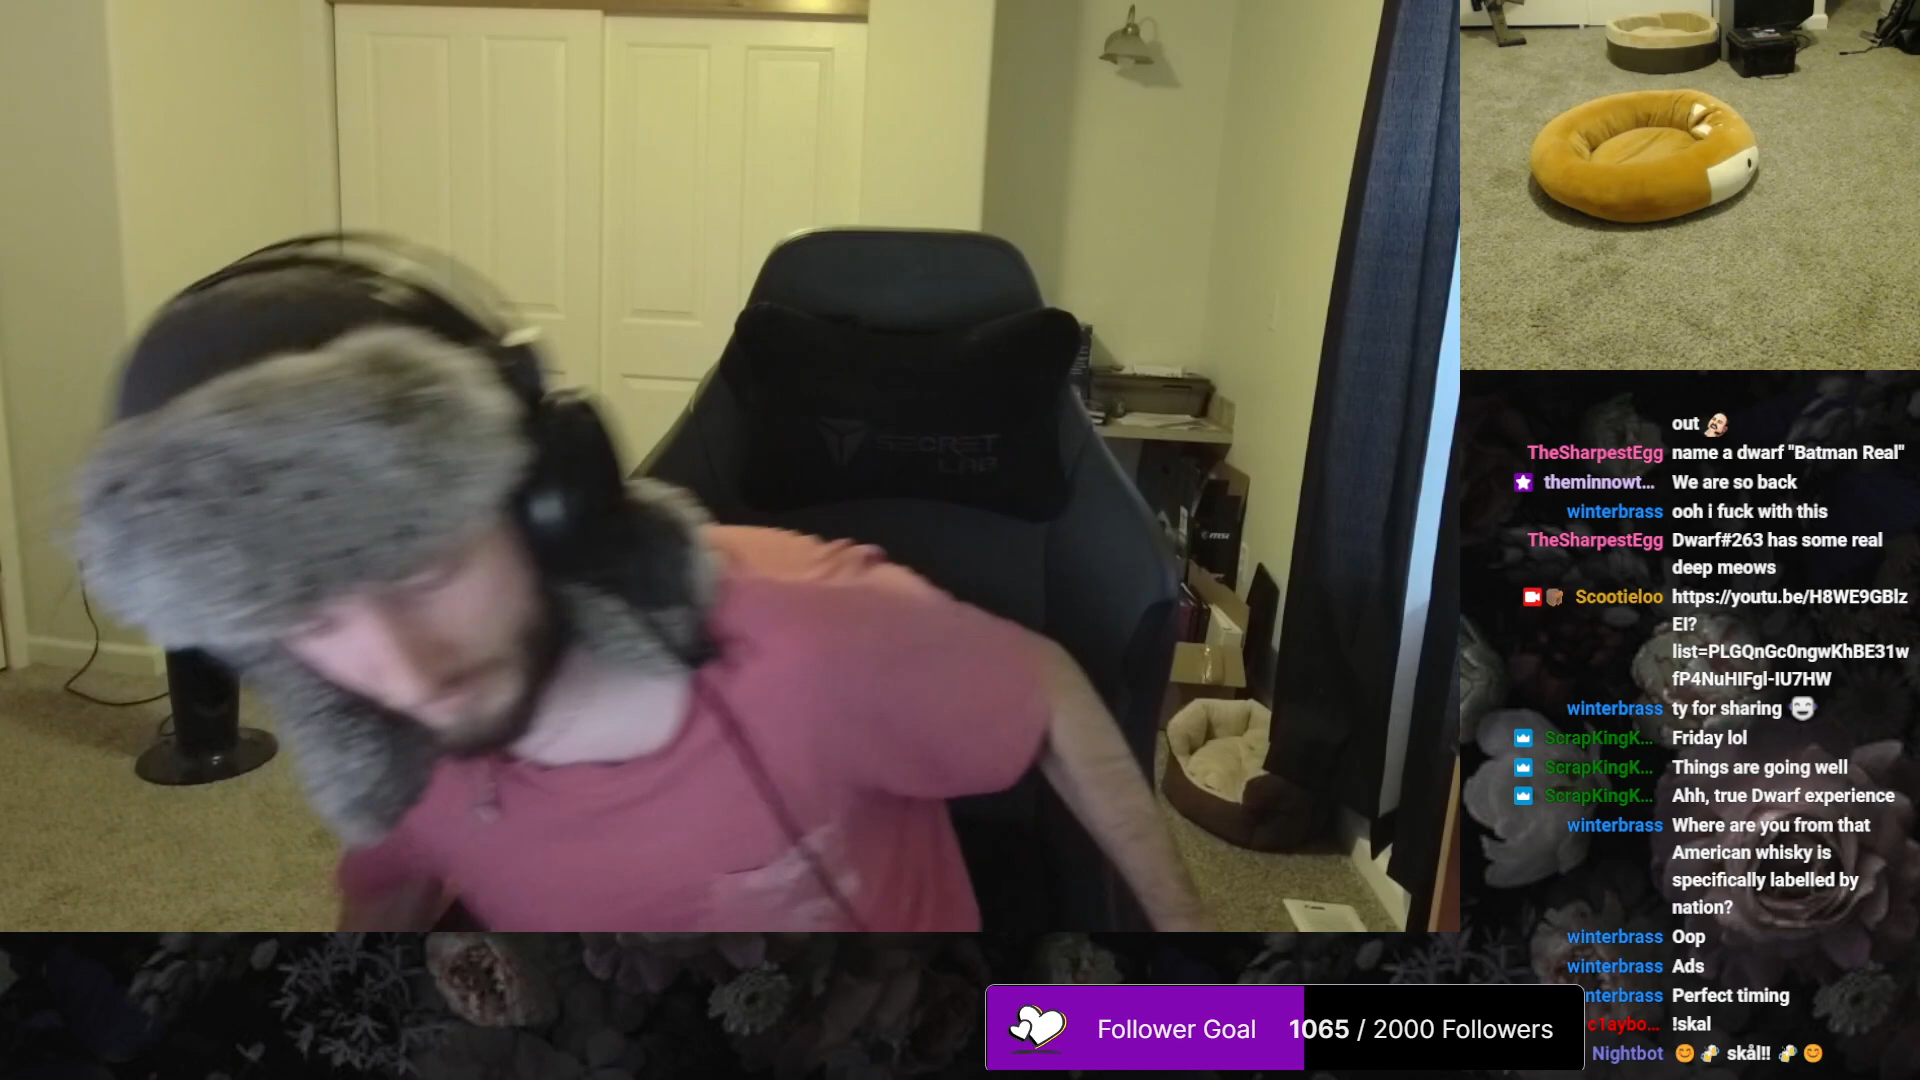 SECRET
LAB
msi
out
TheSharpestEgg name a dwarf "Batman Real"
theminnowt... We are so back
winterbrass ooh i fuck with this
TheSharpestEgg Dwarf#263 has some real
deep meows
Scootieloo https://youtu.be/H8WE9GBlz
EI?
list=PLGQnGc0ngwKhBE31w
fP4NuHIFgl-IU7HW
winterbrass ty for sharing
ScrapKingK... Friday lol
ScrapKingK... Things are going well
ScrapKingK... Ahh, true Dwarf experience
winterbrass Where are you from that
American whisky is
specifically labelled by
nation?
winterbrass Oop
winterbrass Ads
nterbrass Perfect timing
cTaybo... !skal
Nightbot skål!!
Follower Goal 1065 / 2000 Followers